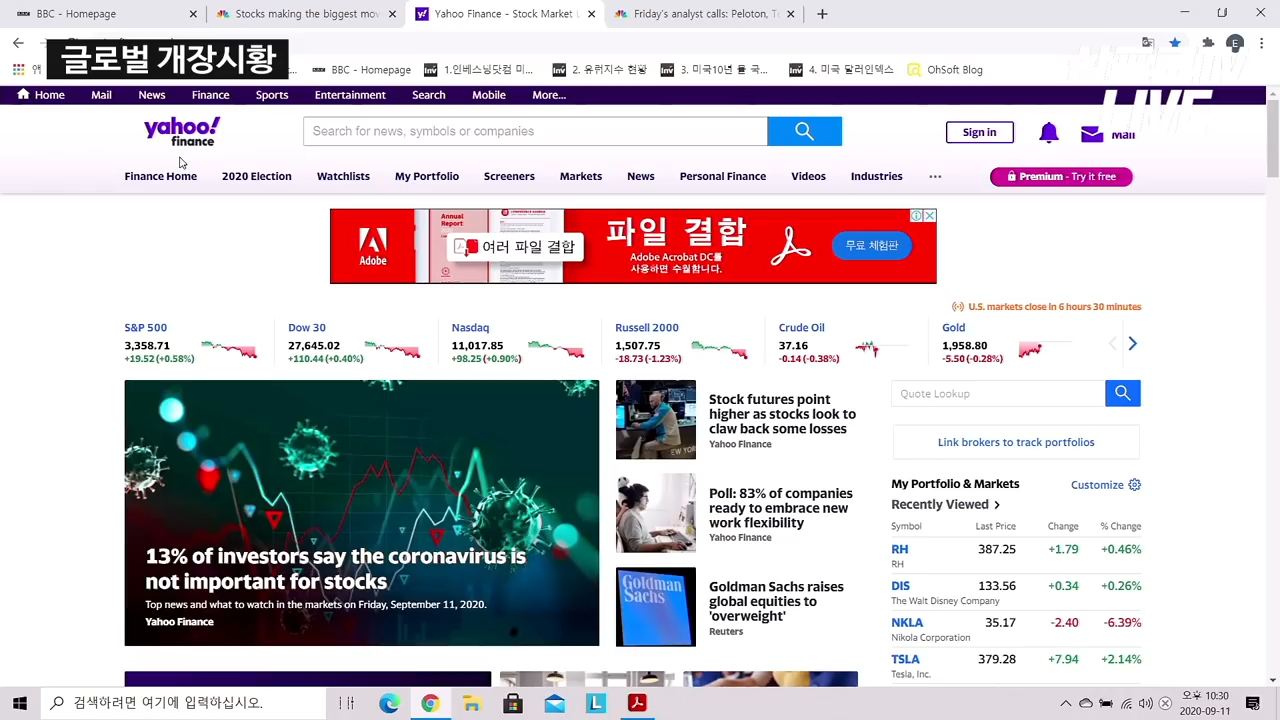 BBC - Homepage
Stocks making the biggest mov
Yahoo Finance - Stock Market L
Friday's analyst calls: Peloton, T
글로벌 개장시황
BBC - Homepage
1.인베스팅닷컴 미...
2. 유럽지수 현황
3. 미국10년 률 국...
4. 미국 달러인덱스
OhSoft Blog
LIVE
Home Mail News Finance Sports Entertainment Search Mobile More...
yahoo!
finance
Search for news, symbols or companies
Sign in
Mail
Finance Home 2020 Election Watchlists My Portfolio Screeners Markets News Personal Finance Videos Industries ...
Premium - Try it free
Adobe
Annual
Report
여러 파일 결합
파일 결합
Adobe Acrobat DC를
사용하면 수월합니다.
무료 체험판
U.S. markets close in 6 hours 30 minutes
S&P 500
3,358.71
+19.52 (+0.58%)
Dow 30
27,645.02
+110.44 (+0.40%)
Nasdaq
11,017.85
+98.25 (+0.90%)
Russell 2000
1,507.75
-18.73 (-1.23%)
Crude Oil
37.16
-0.14 (-0.38%)
Gold
1,958.80
-5.50 (-0.28%)
13% of investors say the coronavirus is
not important for stocks
Top news and what to watch in the markets on Friday, September 11, 2020.
Yahoo Finance
Stock futures point
higher as stocks look to
claw back some losses
Yahoo Finance
Poll: 83% of companies
ready to embrace new
work flexibility
Yahoo Finance
Goldman
Sachs
Goldman Sachs raises
global equities to
'overweight'
Reuters
Quote Lookup
Link brokers to track portfolios
My Portfolio & Markets
Customize
Recently Viewed
Symbol Last Price Change % Change
RH 387.25 +1.79 +0.46%
RH
DIS 133.56 +0.34 +0.26%
The Walt Disney Company
NKLA 35.17 -2.40 -6.39%
Nikola Corporation
TSLA 379.28 +7.94 +2.14%
Tesla, Inc.
검색하려면 여기에 입력하십시오.
오후 10:30
2020-09-11